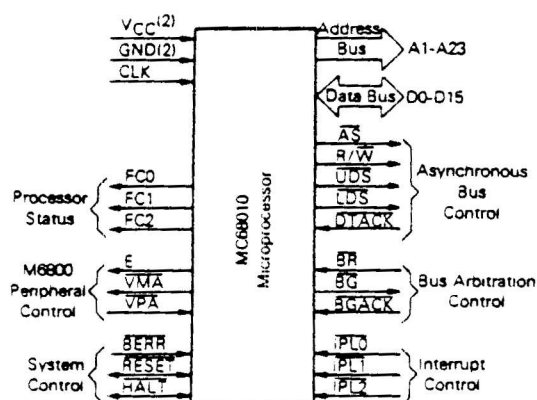 VCC(2)
GND(2)
CLK
Address
Bus
A1-A23
Data Bus
D0-D15
AS
R/W
UDS
LDS
DTACK
Asynchronous
Bus
Control
Processor
Status
FC0
FC1
FC2
MC68010
Microprocessor
M6800
Peripheral
Control
E
VMA
VPA
BR
BG
BGACK
Bus Arbitration
Control
System
Control
BERR
RESET
HALT
IPL0
IPL1
IPL2
Interrupt
Control